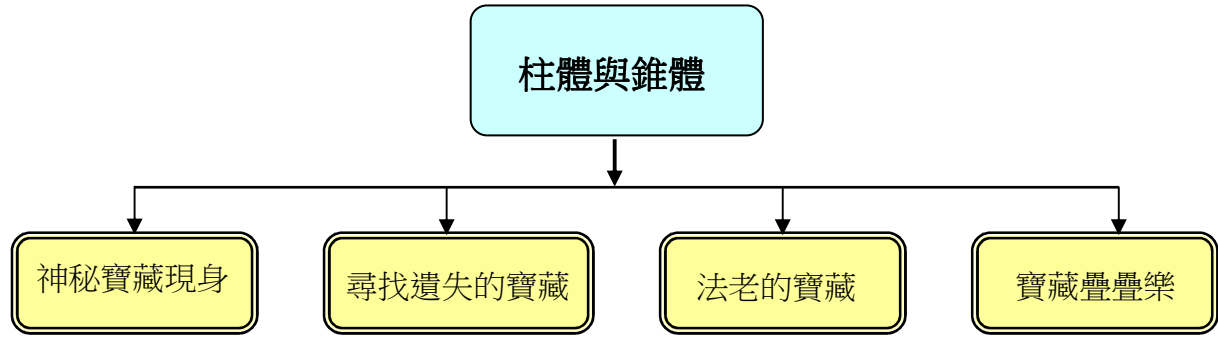 柱體與錐體
神秘寶藏現身
尋找遺失的寶藏
法老的寶藏
寶藏疊疊樂